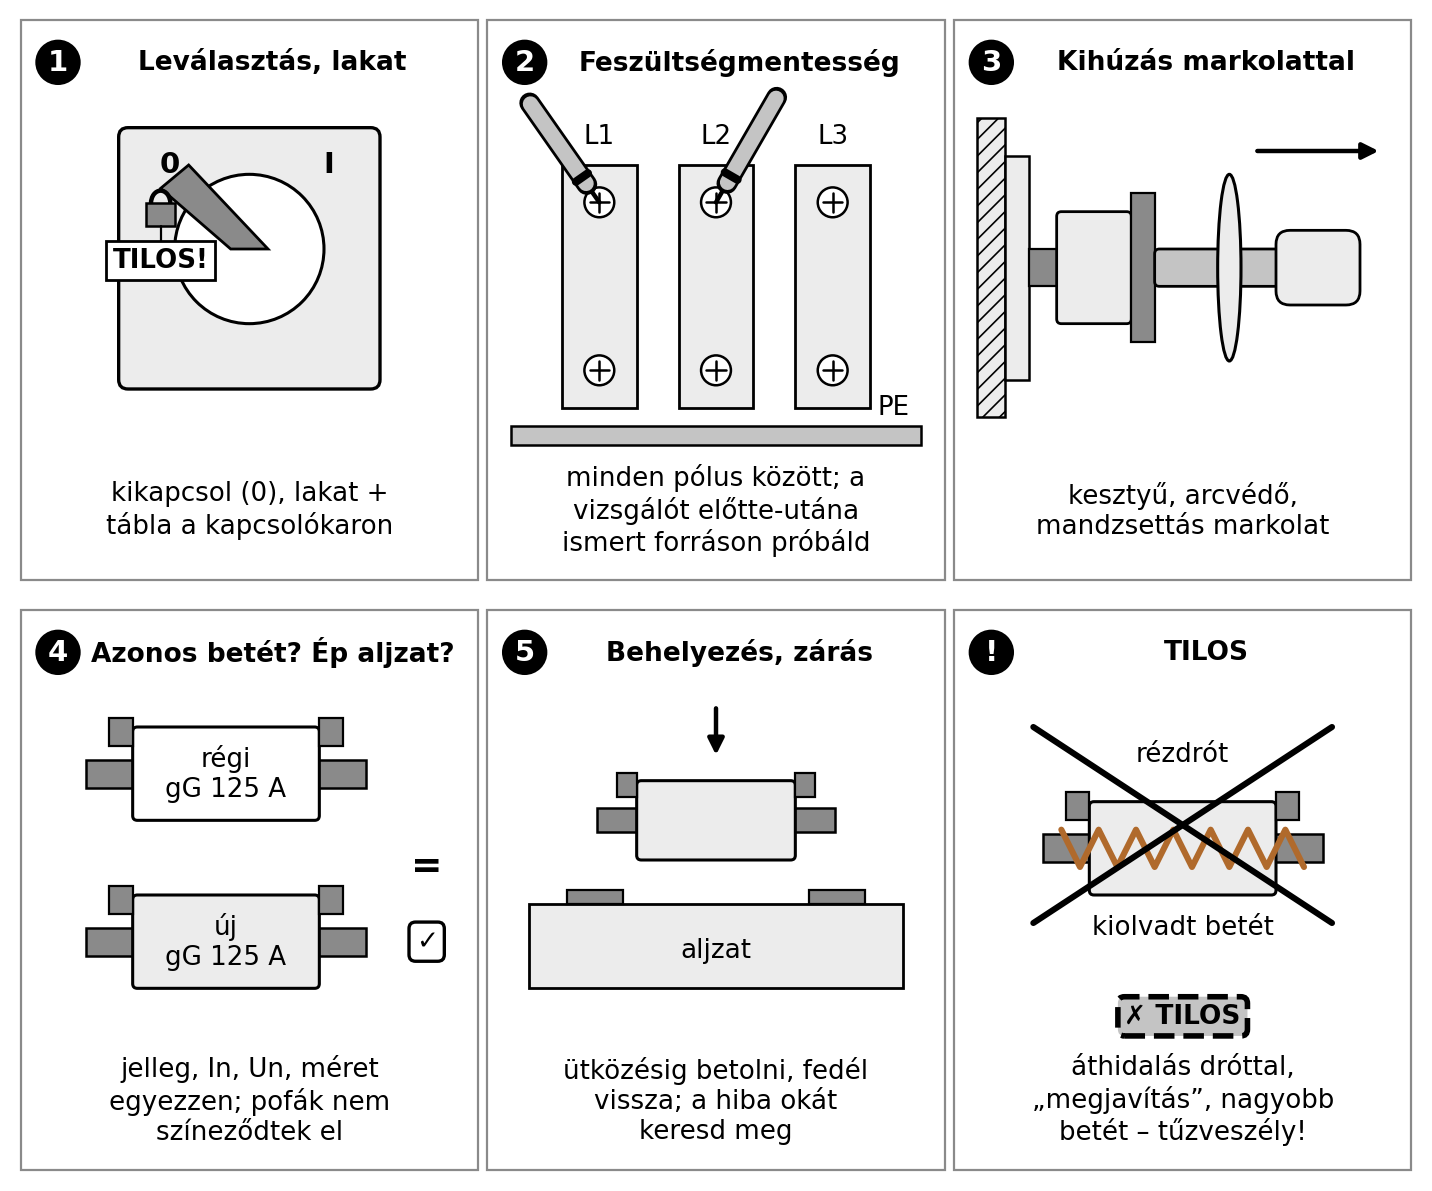 1 Leválasztás, lakat
0 I
TILOS!
kikapcsol (0), lakat +
tábla a kapcsolókaron
2 Feszültségmentesség
L1 L2 L3
PE
minden pólus között; a
vizsgálót előtte-utána
ismert forráson próbáld
3 Kihúzás markolattal
kesztyű, arcvédő,
mandzsettás markolat
4 Azonos betét? Ép aljzat?
régi
gG 125 A
=
új
gG 125 A
✓
jelleg, In, Un, méret
egyezzen; pofák nem
színeződtek el
5 Behelyezés, zárás
aljzat
ütközésig betolni, fedél
vissza; a hiba okát
keresd meg
! TILOS
rézdrót
kiolvadt betét
✗ TILOS
áthidalás dróttal,
„megjavítás”, nagyobb
betét – tűzveszély!